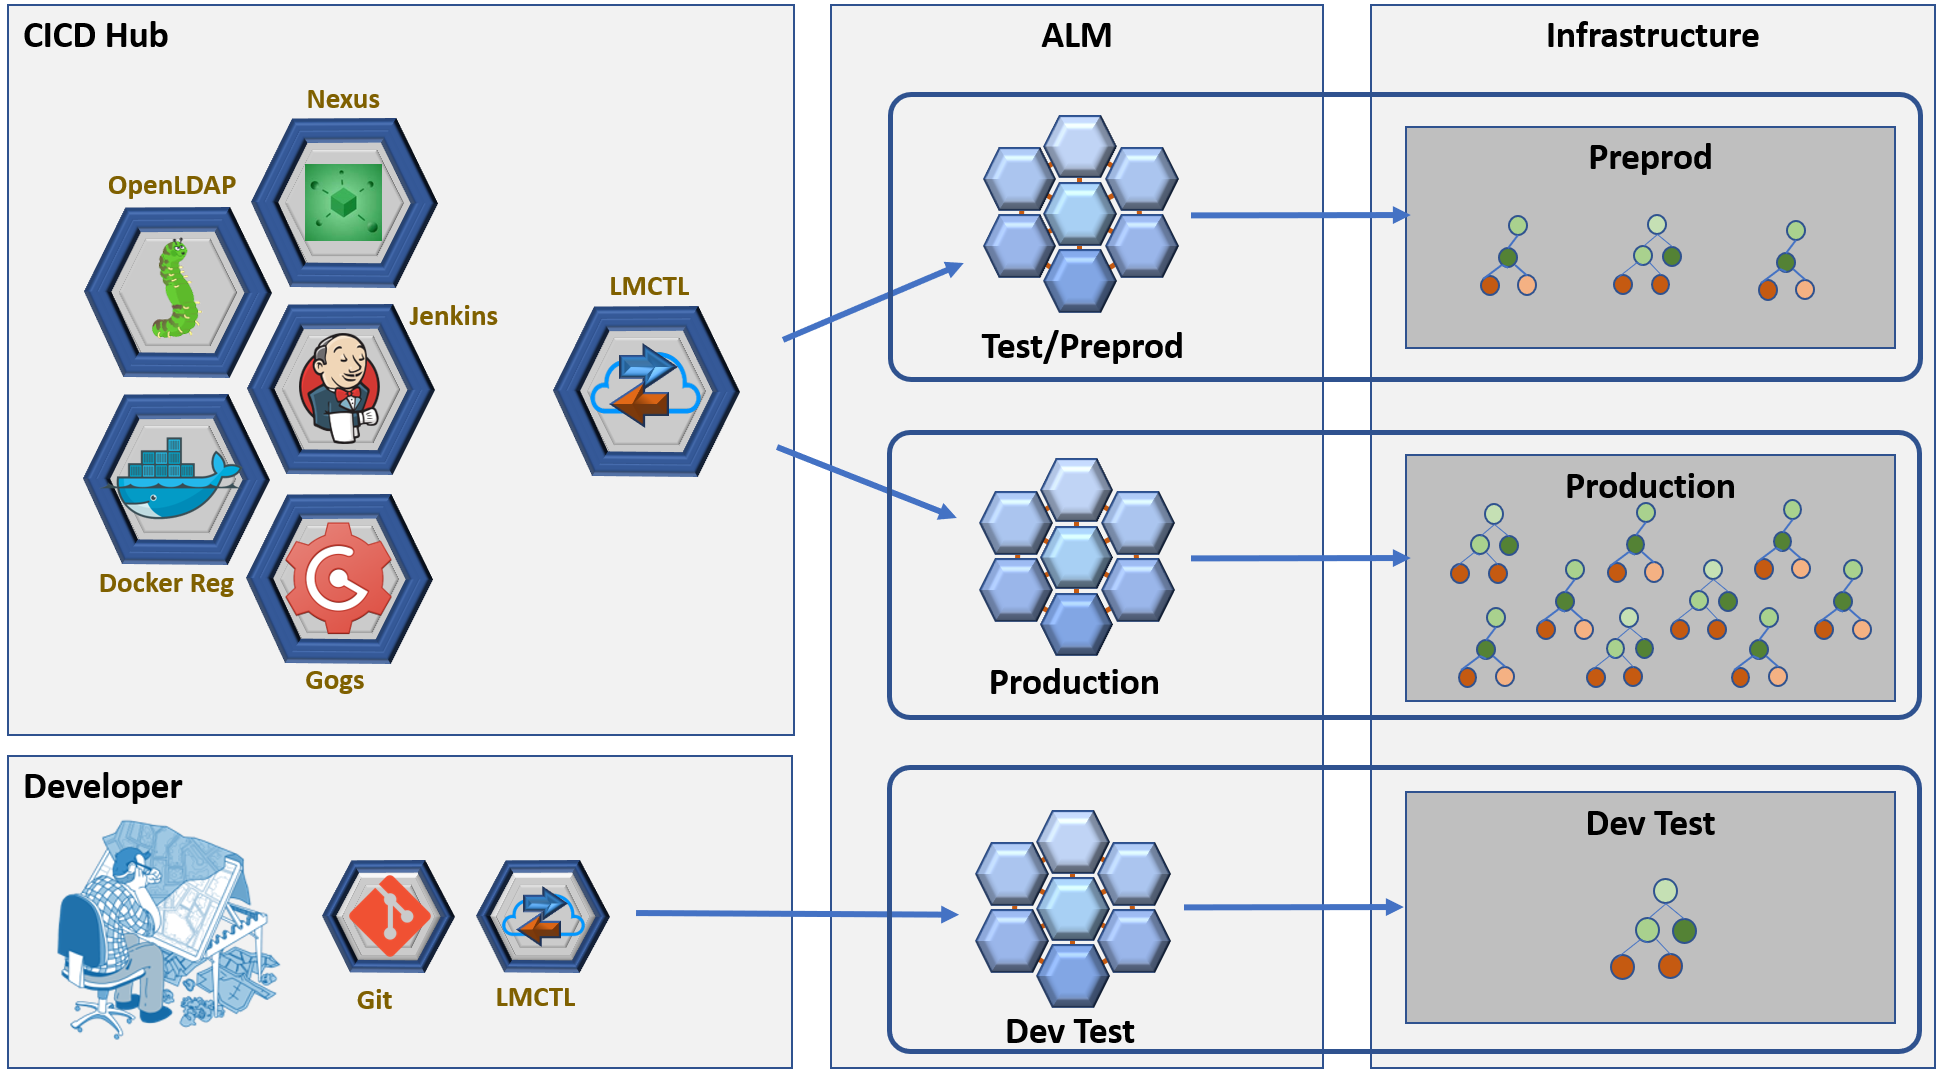 CICD Hub
Nexus
OpenLDAP
Jenkins
LMCTL
Docker Reg
Gogs
Developer
Git
LMCTL
ALM
Test/Preprod
Production
Dev Test
Infrastructure
Preprod
Production
Dev Test